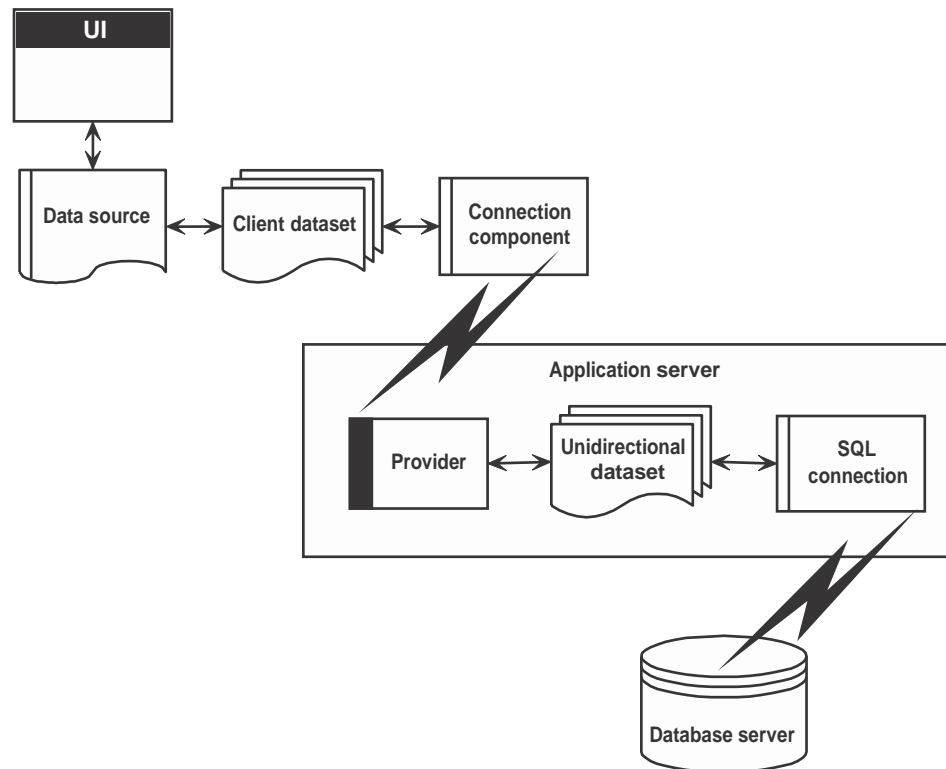 UI
Data source
Client dataset
Connection
component
Application server
Provider
Unidirectional
dataset
SQL
connection
Database server